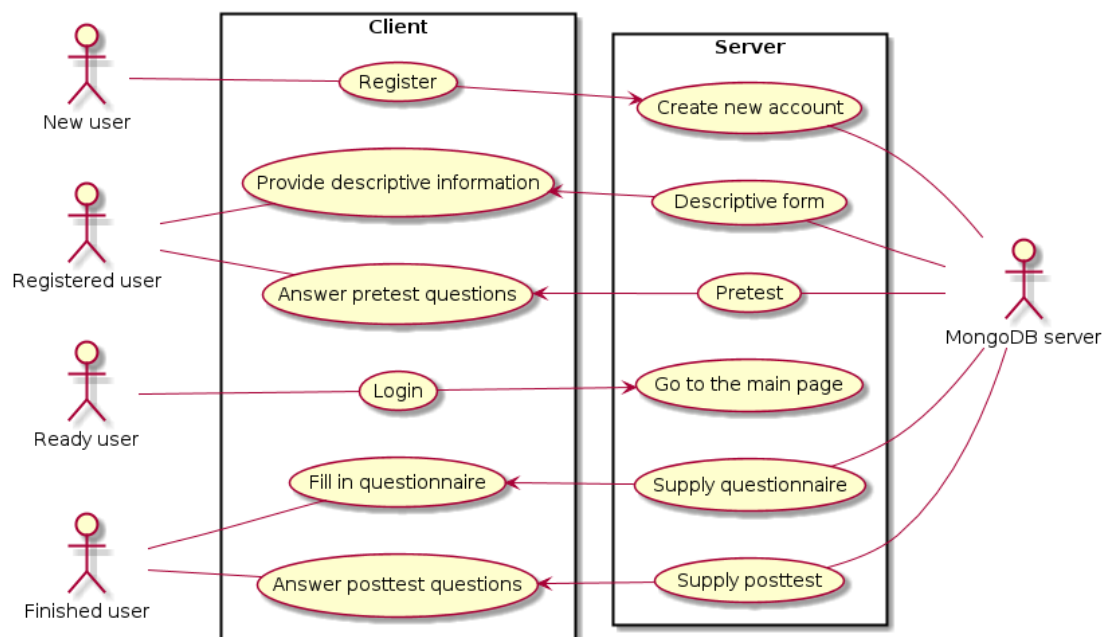 Client
Server
New user
Register
Create new account
Provide descriptive information
Descriptive form
Registered user
Answer pretest questions
Pretest
MongoDB server
Ready user
Login
Go to the main page
Fill in questionnaire
Supply questionnaire
Finished user
Answer posttest questions
Supply posttest